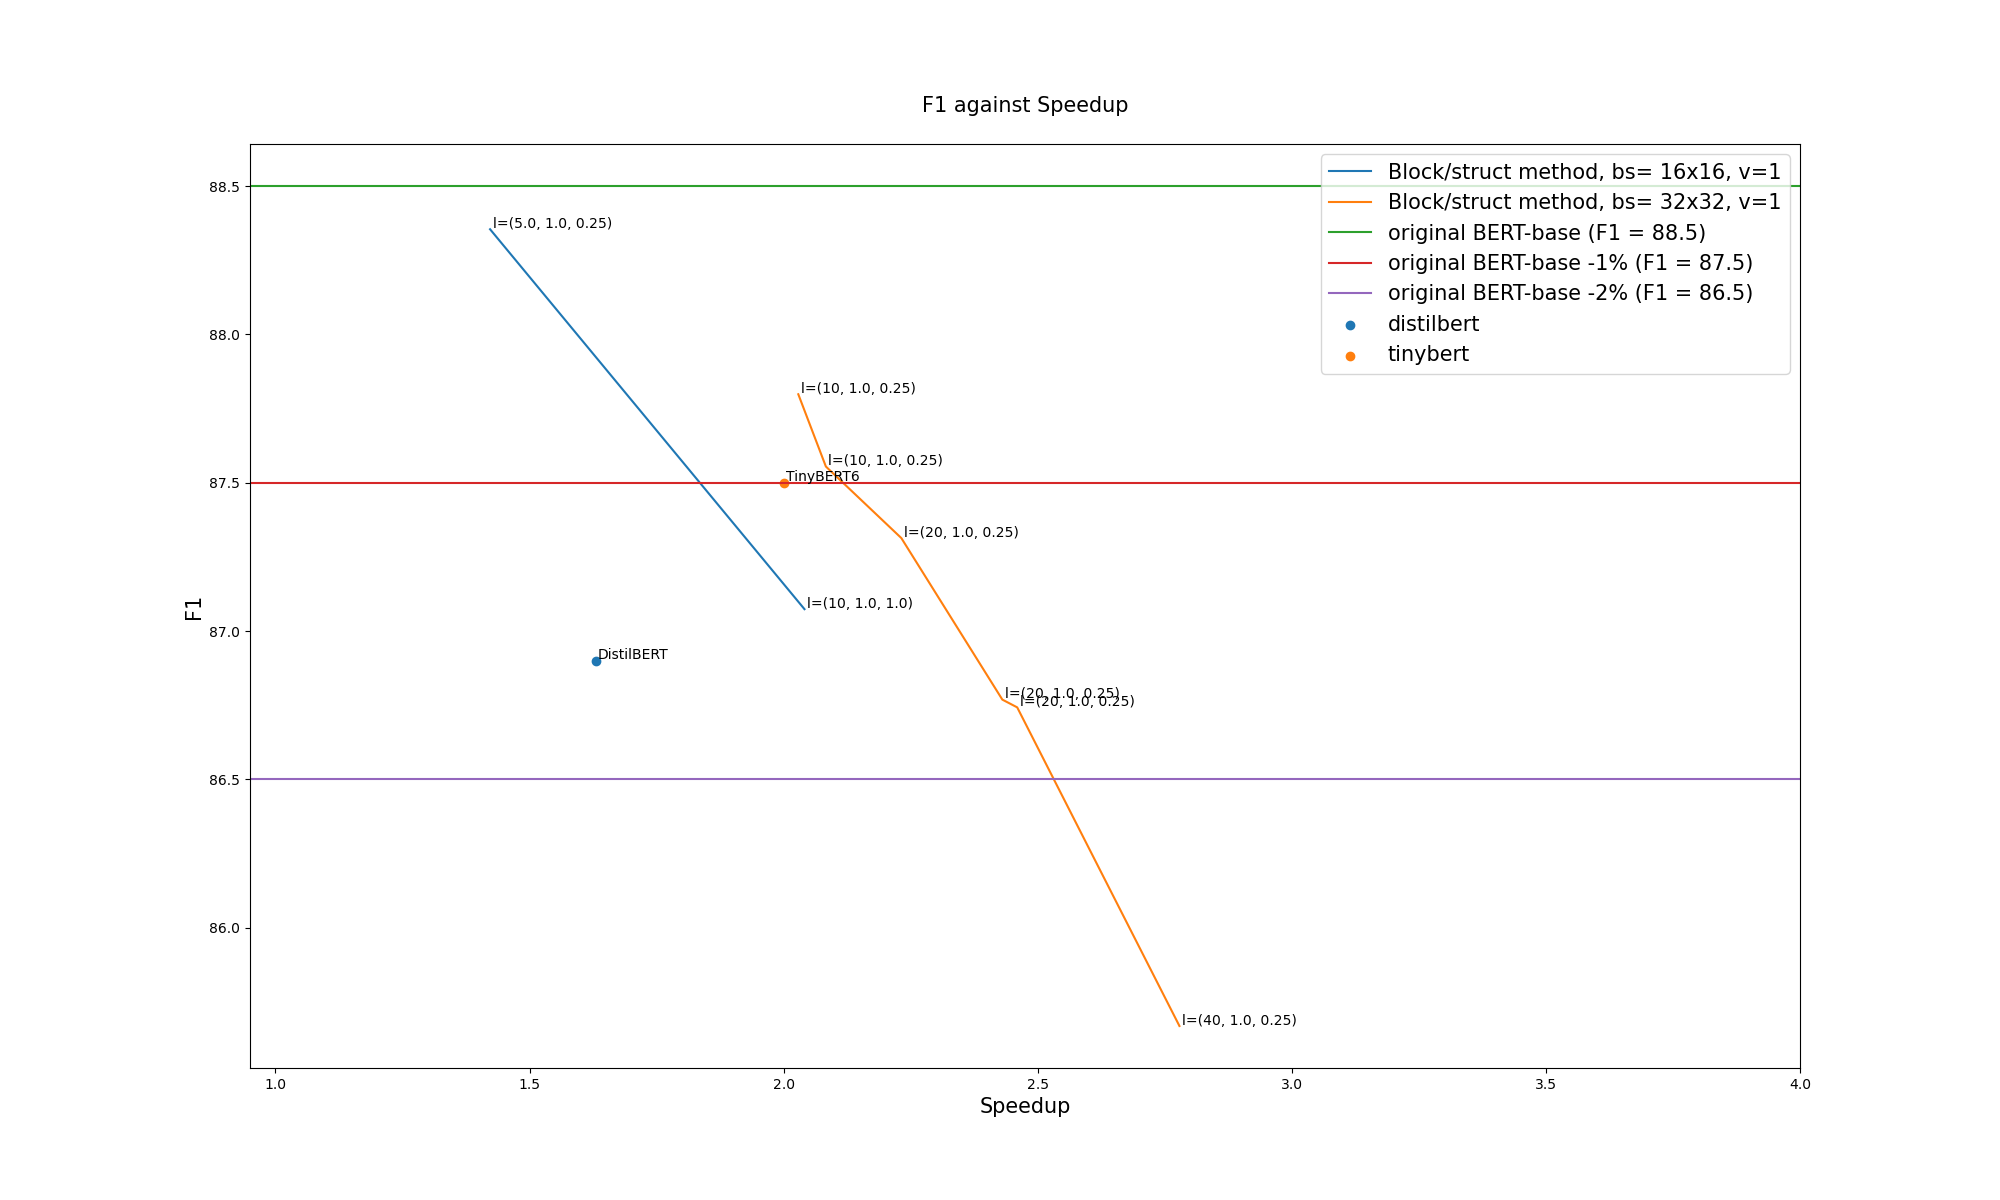 F1 against Speedup
Block/struct method, bs= 16x16, v=1
Block/struct method, bs= 32x32, v=1
original BERT-base (F1 = 88.5)
original BERT-base -1% (F1 = 87.5)
original BERT-base -2% (F1 = 86.5)
distilbert
tinybert
88.5
88.0
87.5
87.0
86.5
86.0
F1
l=(5.0, 1.0, 0.25)
l=(10, 1.0, 0.25)
l=(10, 1.0, 0.25)
TinyBERT6
l=(20, 1.0, 0.25)
l=(10, 1.0, 1.0)
DistilBERT
l=(20, 1.0, 0.25)
l=(20, 1.0, 0.25)
l=(40, 1.0, 0.25)
1.0 1.5 2.0 2.5 3.0 3.5 4.0
Speedup